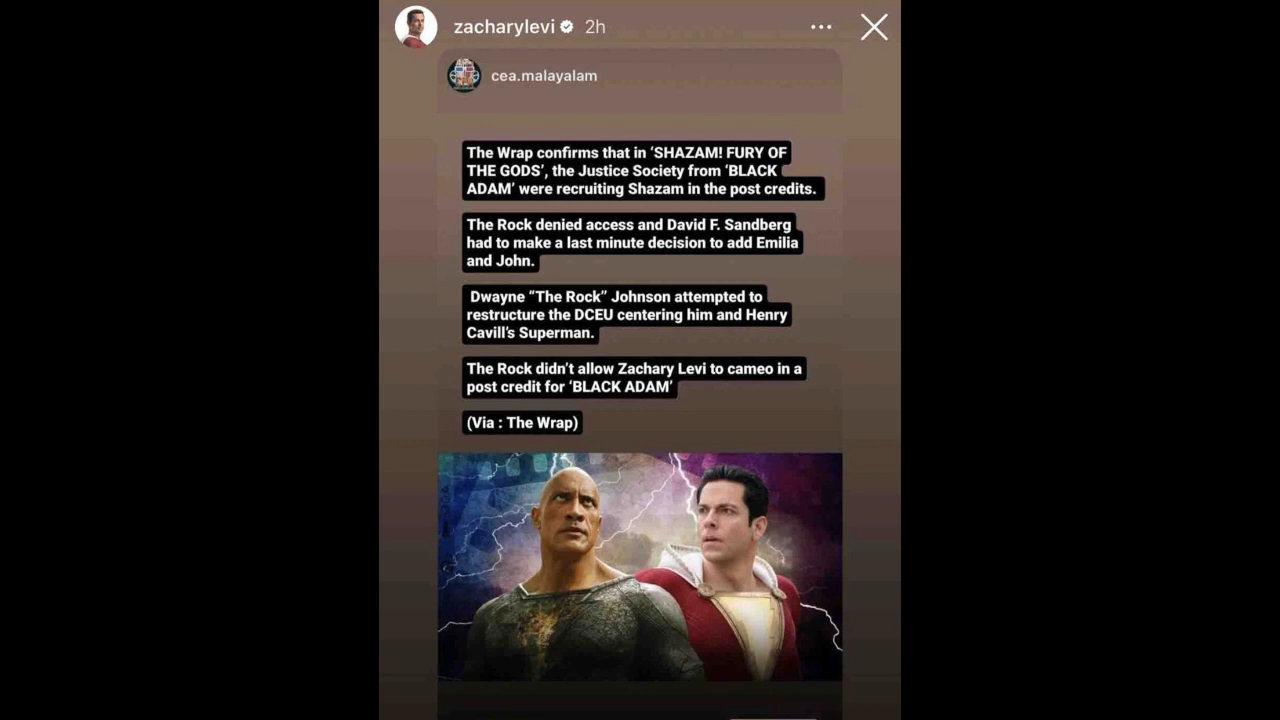 zacharylevi 2h
cea.malayalam
The Wrap confirms that in ‘SHAZAM! FURY OF
THE GODS’, the Justice Society from ‘BLACK
ADAM’ were recruiting Shazam in the post credits.
The Rock denied access and David F. Sandberg
had to make a last minute decision to add Emilia
and John.
Dwayne “The Rock” Johnson attempted to
restructure the DCEU centering him and Henry
Cavill’s Superman.
The Rock didn’t allow Zachary Levi to cameo in a
post credit for ‘BLACK ADAM’
(Via : The Wrap)